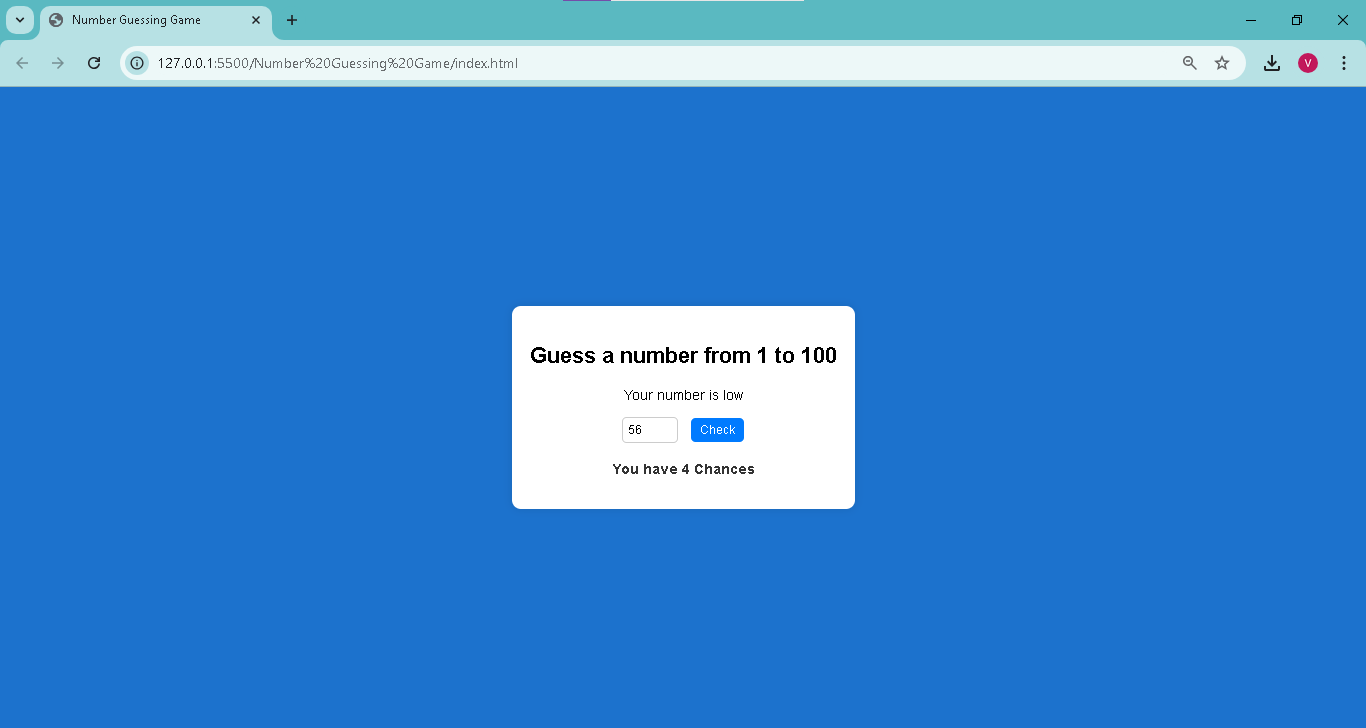 Number Guessing Game
127.0.0.1:5500/Number%20Guessing%20Game/index.html
V
Guess a number from 1 to 100
Your number is low
56 Check
You have 4 Chances